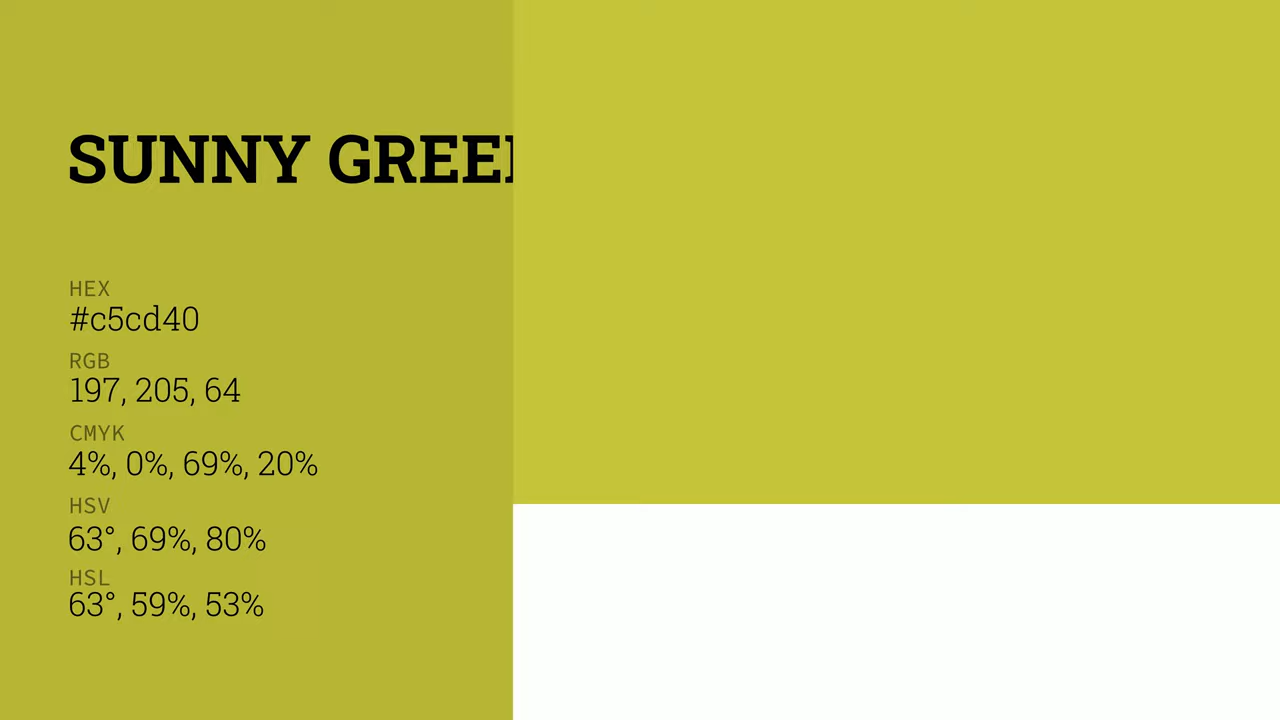 SUNNY GREE
HEX
#c5cd40
RGB
197, 205, 64
CMYK
4%, 0%, 69%, 20%
HSV
63°, 69%, 80%
HSL
63°, 59%, 53%